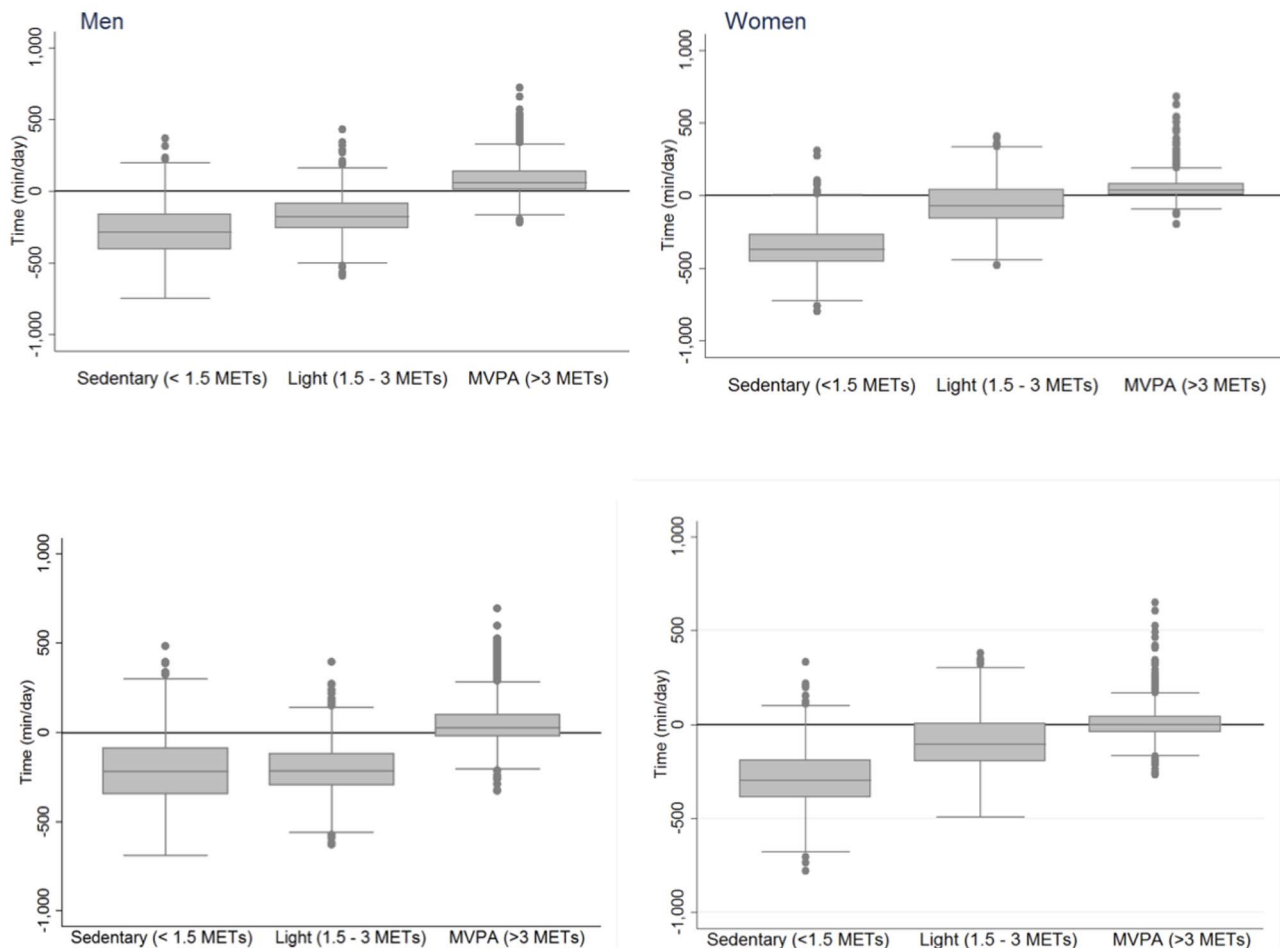 Men
Time (min/day)
1,000
500
0
-500
-1,000
Sedentary (< 1.5 METs) Light (1.5 - 3 METs) MVPA (>3 METs)
Women
Time (min/day)
1,000
500
0
-500
-1,000
Sedentary (<1.5 METs) Light (1.5 - 3 METs) MVPA (>3 METs)
Time (min/day)
1,000
500
0
-500
-1,000
Sedentary (< 1.5 METs) Light (1.5 - 3 METs) MVPA (>3 METs)
Time (min/day)
1,000
500
0
-500
-1,000
Sedentary (<1.5 METs) Light (1.5 - 3 METs) MVPA (>3 METs)